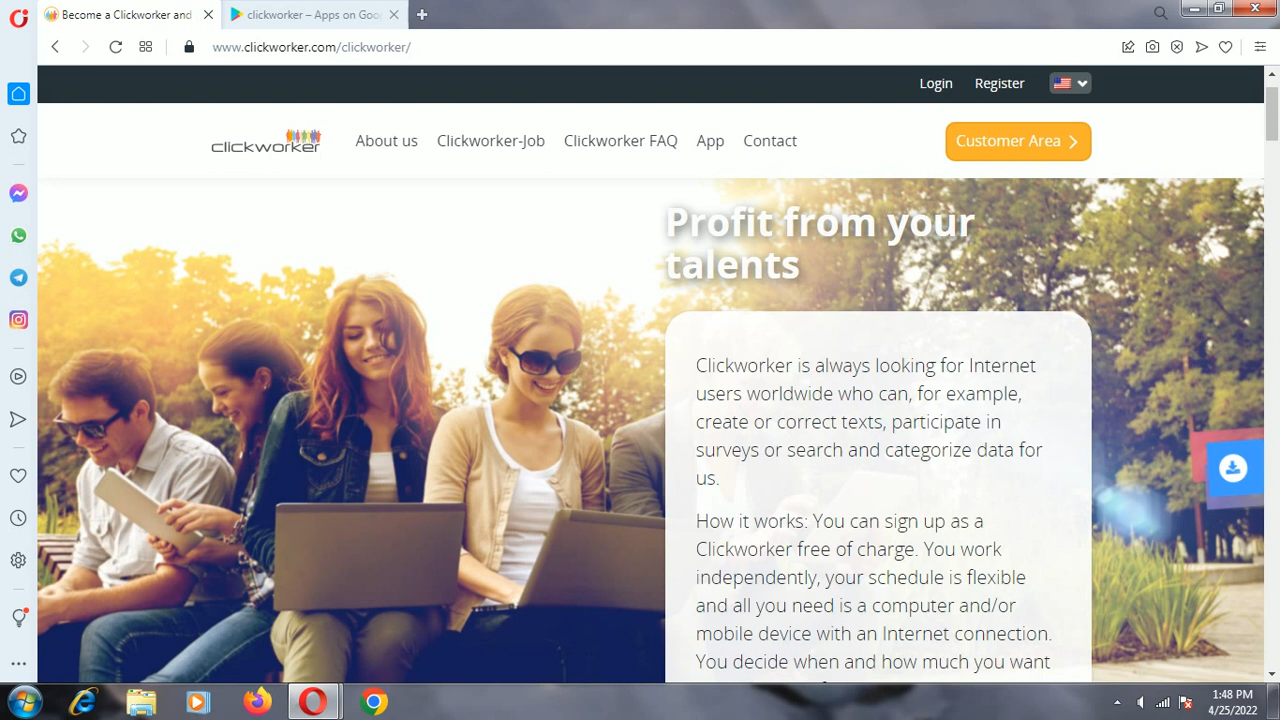 Become a Clickworker and
clickworker – Apps on Goo
www.clickworker.com/clickworker/
Login
Register
clickworker
About us
Clickworker-Job
Clickworker FAQ
App
Contact
Customer Area
Profit from your
talents
Clickworker is always looking for Internet
users worldwide who can, for example,
create or correct texts, participate in
surveys or search and categorize data for
us.
How it works: You can sign up as a
Clickworker free of charge. You work
independently, your schedule is flexible
and all you need is a computer and/or
mobile device with an Internet connection.
You decide when and how much you want
1:48 PM
4/25/2022